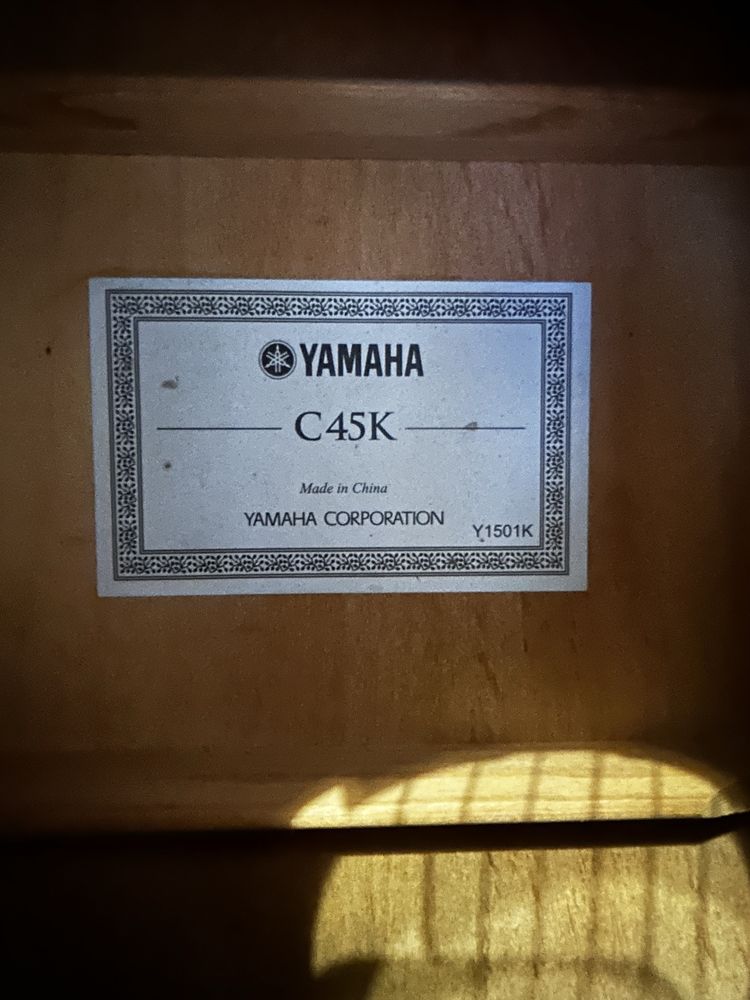 YAMAHA
C45K
Made in China
YAMAHA CORPORATION
Y1501K